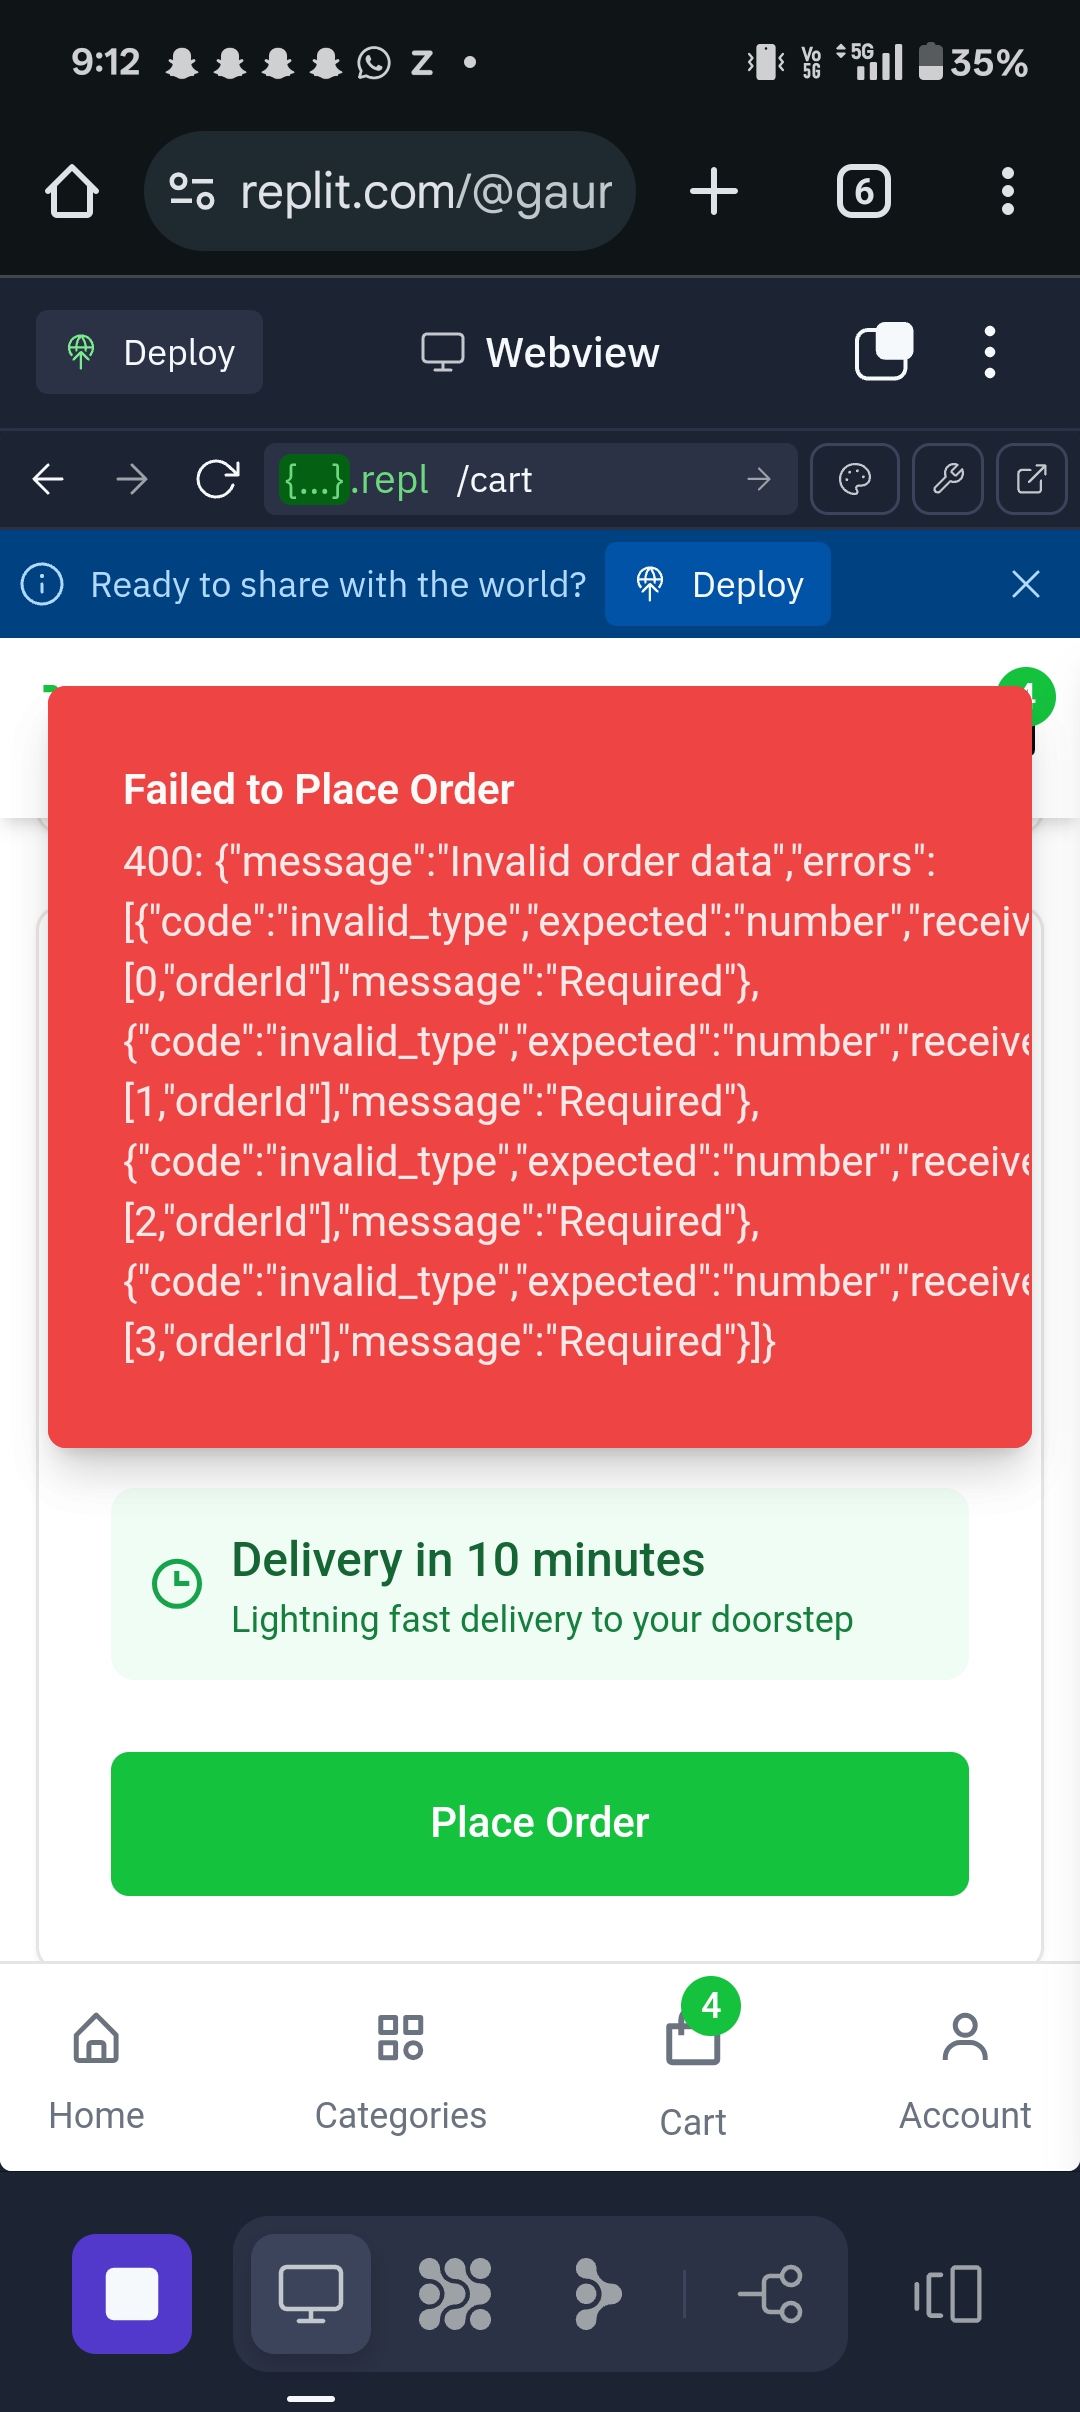 9:12 Z
Vo 5G 5G 35%
replit.com/@gaur
6
Deploy
Webview
{...}.repl /cart
Ready to share with the world?
Deploy
Failed to Place Order
400: {"message":"Invalid order data","errors":
[{"code":"invalid_type","expected":"number","receiv
[0,"orderId"],"message":"Required"},
{"code":"invalid_type","expected":"number","receive
[1,"orderId"],"message":"Required"},
{"code":"invalid_type","expected":"number","receive
[2,"orderId"],"message":"Required"},
{"code":"invalid_type","expected":"number","receive
[3,"orderId"],"message":"Required"}]}
Delivery in 10 minutes
Lightning fast delivery to your doorstep
Place Order
4
Home
Categories
Cart
Account